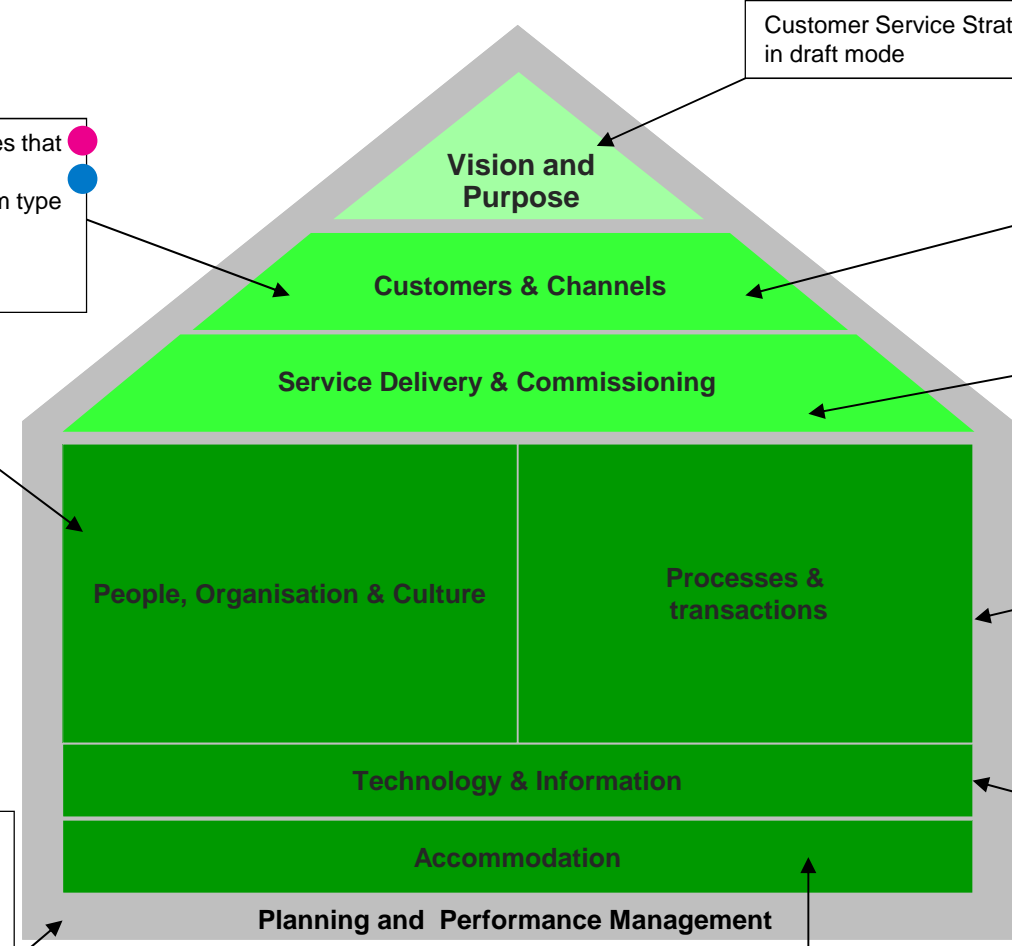 Customer Service Strat
in draft mode
es that
type
Vision and
Purpose
Customers & Channels
Service Delivery & Commissioning
People, Organisation & Culture
Processes &
transactions
Technology & Information
Accommodation
Planning and Performance Management